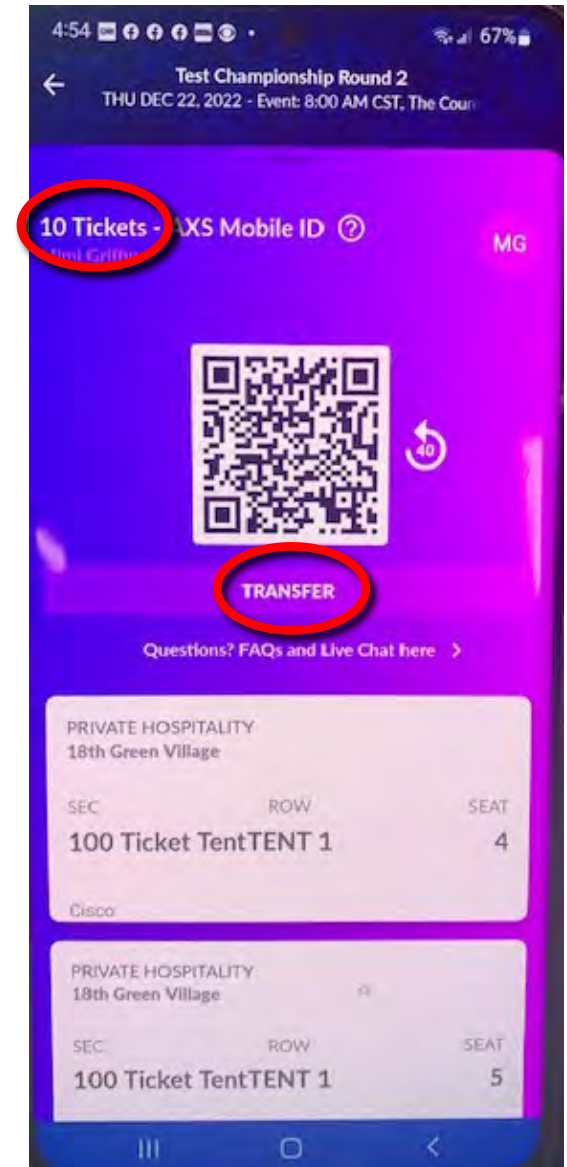 4:54
67%
Test Championship Round 2
THU DEC 22, 2022 - Event: 8:00 AM CST, The Coun
10 Tickets - AXS Mobile ID ?
MG
40
TRANSFER
Questions? FAQs and Live Chat here >
PRIVATE HOSPITALITY
18th Green Village
SEC ROW SEAT
100 Ticket TentTENT 1 4
Cisco
PRIVATE HOSPITALITY
18th Green Village
SEC ROW SEAT
100 Ticket TentTENT 1 5